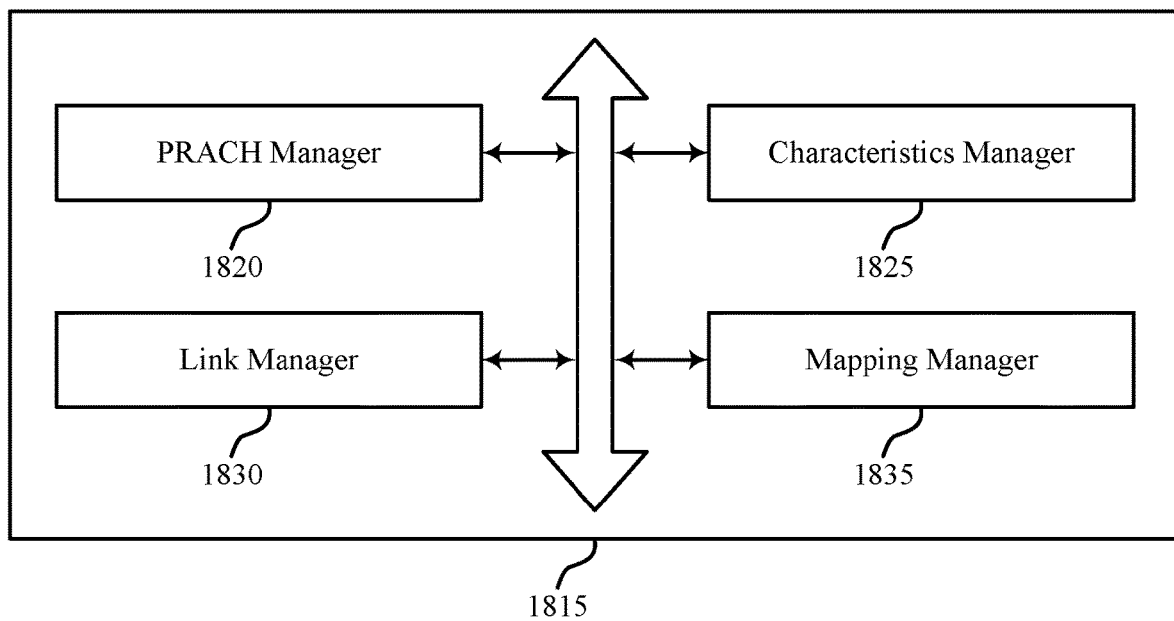 PRACH Manager
Characteristics Manager
1820
1825
Link Manager
Mapping Manager
1830
1835
1815